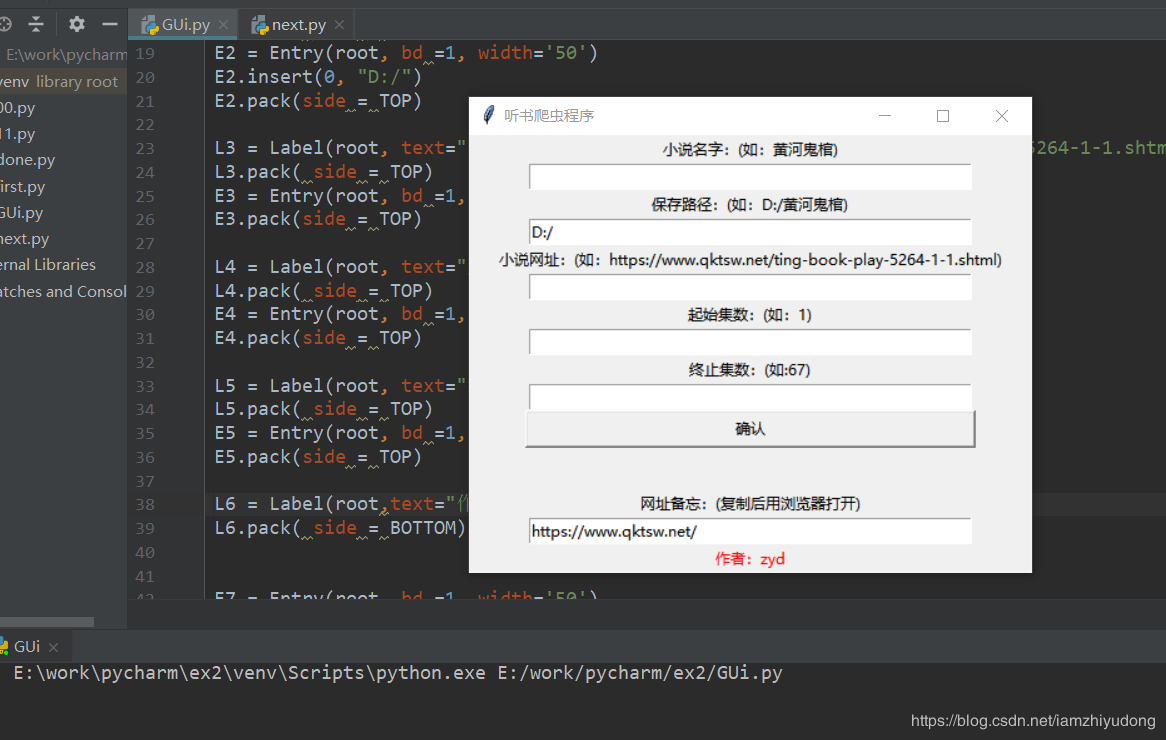 GUi.py
next.py
E:\work\pycharm
venv library root
00.py
11.py
done.py
first.py
GUi.py
next.py
ernal Libraries
atches and Consol
19 E2 = Entry(root, bd =1, width='50')
20 E2.insert(0, "D:/")
21 E2.pack(side = TOP)
22
23 L3 = Label(root, text=" 5264-1-1.shtm
24 L3.pack( side = TOP)
25 E3 = Entry(root, bd =1,
26 E3.pack(side = TOP)
27
28 L4 = Label(root, text="
29 L4.pack( side = TOP)
30 E4 = Entry(root, bd =1,
31 E4.pack(side = TOP)
32
33 L5 = Label(root, text="
34 L5.pack( side = TOP)
35 E5 = Entry(root, bd =1,
36 E5.pack(side = TOP)
37
38 L6 = Label(root,text="作
39 L6.pack( side = BOTTOM)
40
41
42 E7 = Entry(root, bd =1, width='50')
听书爬虫程序
小说名字：(如：黄河鬼棺)
保存路径：(如：D:/黄河鬼棺)
D:/
小说网址：(如：https://www.qktsw.net/ting-book-play-5264-1-1.shtml)
起始集数：(如：1)
终止集数：(如:67)
确认
网址备忘：(复制后用浏览器打开)
https://www.qktsw.net/
作者：zyd
GUi
E:\work\pycharm\ex2\venv\Scripts\python.exe E:/work/pycharm/ex2/GUi.py
https://blog.csdn.net/iamzhiyudong